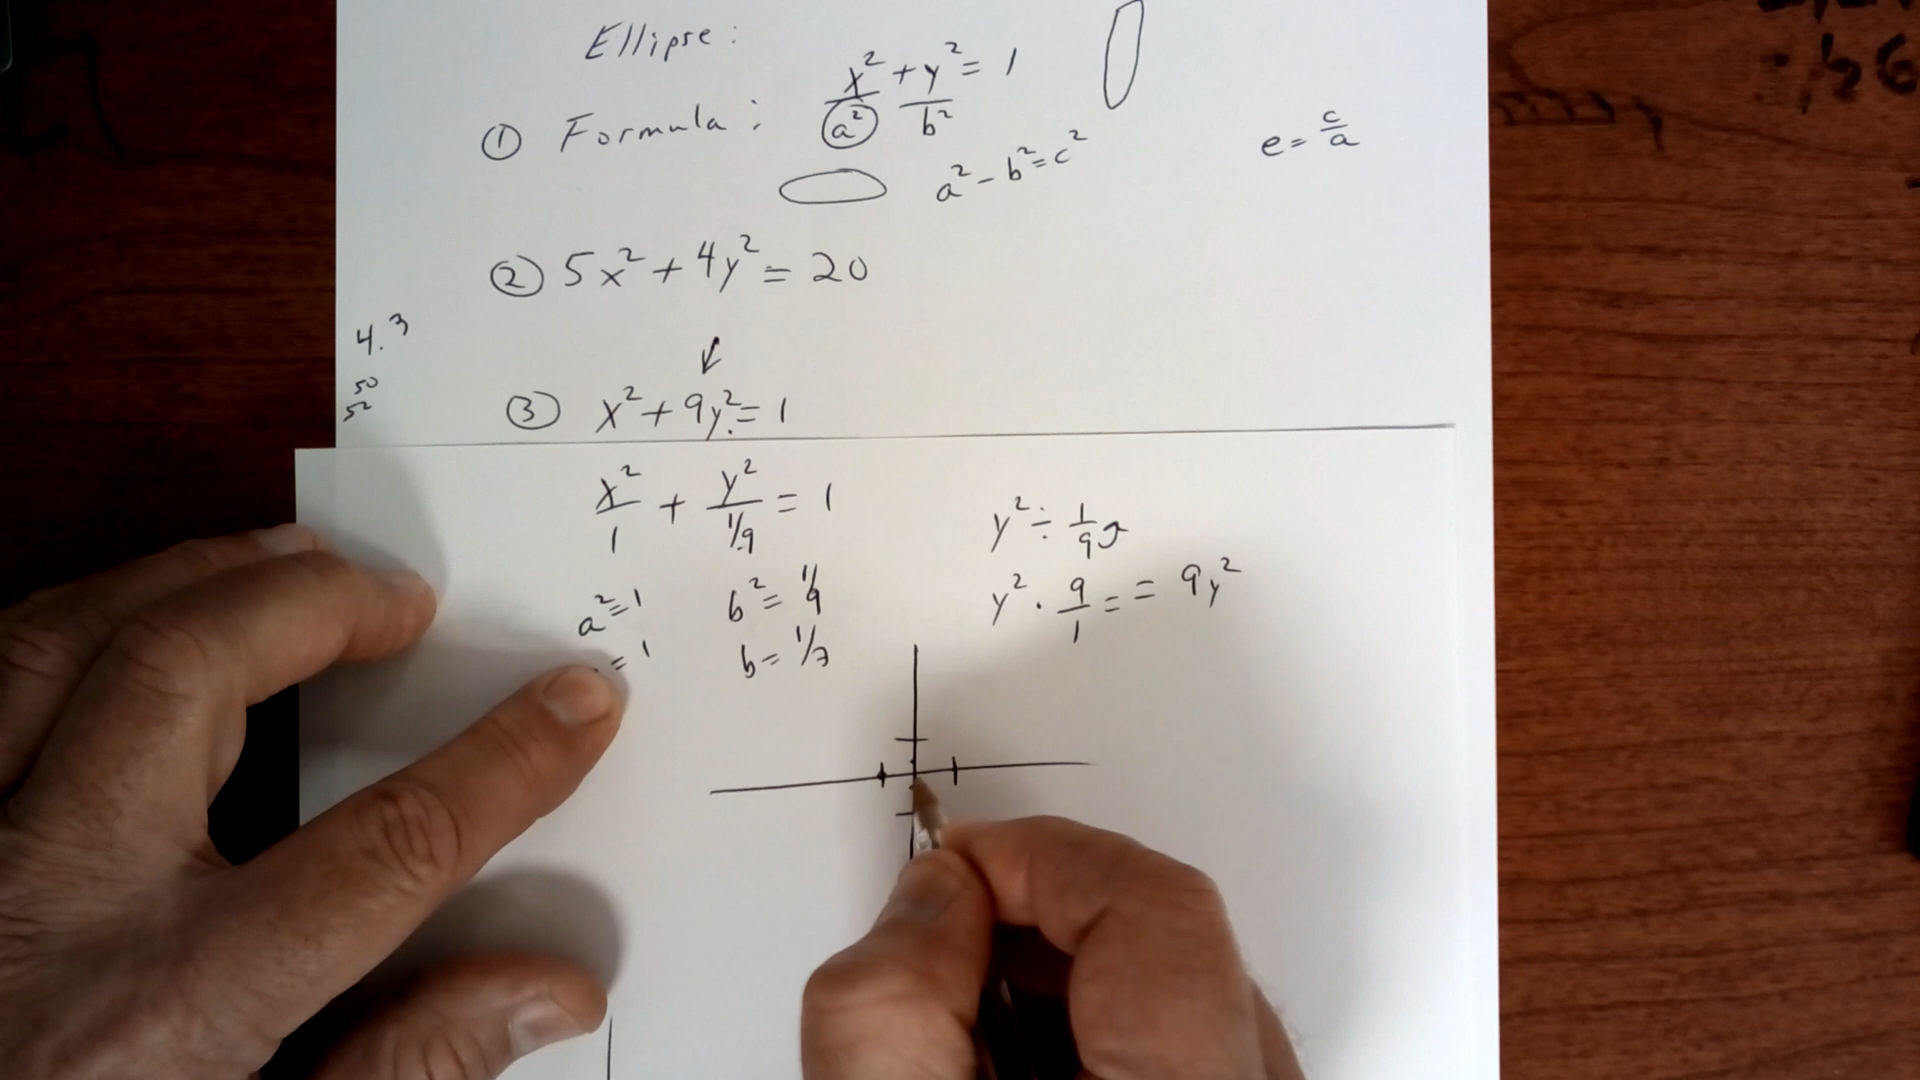 Ellipse:
① Formula: x²/a² + y²/b² = 1
a² - b² = c²
e = c/a
② 5x² + 4y² = 20
4.3
50
52
③ x² + 9y² = 1
x²/1 + y²/1/9 = 1
y² ÷ 1/9
a² = 1 b² = 1/9
y² · 9/1 = = 9y²
= 1 b = 1/3